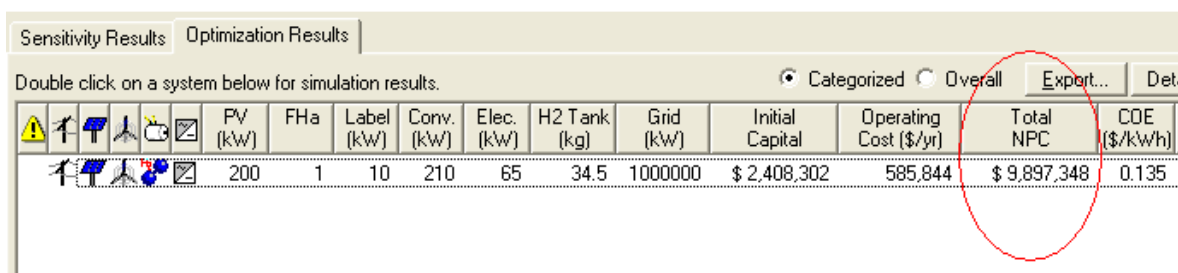 Sensitivity Results Optimization Results
Double click on a system below for simulation results. Categorized Overall Export... Det
PV (kW) FHa Label (kW) Conv. (kW) Elec. (kW) H2 Tank (kg) Grid (kW) Initial Capital Operating Cost ($/yr) Total NPC COE ($/kWh)
200 1 10 210 65 34.5 1000000 $ 2,408,302 585,844 $ 9,897,348 0.135